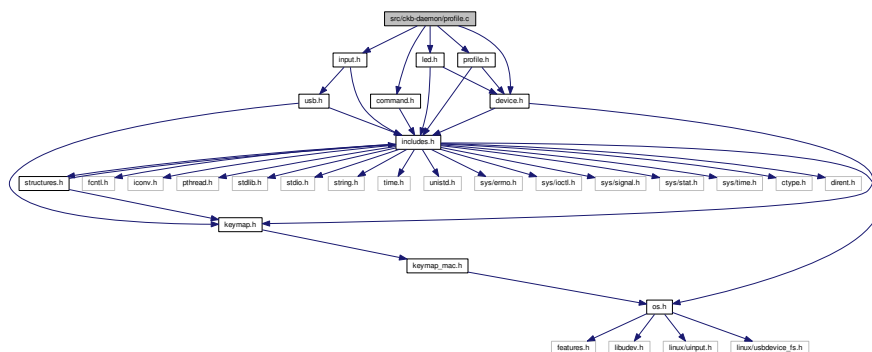 src/ckb-daemon/profile.c
input.h
led.h
profile.h
usb.h
command.h
device.h
includes.h
structures.h
fcntl.h
iconv.h
pthread.h
stdlib.h
stdio.h
string.h
time.h
unistd.h
sys/errno.h
sys/ioctl.h
sys/signal.h
sys/stat.h
sys/time.h
ctype.h
dirent.h
keymap.h
keymap_mac.h
os.h
features.h
libudev.h
linux/uinput.h
linux/usbdevice_fs.h